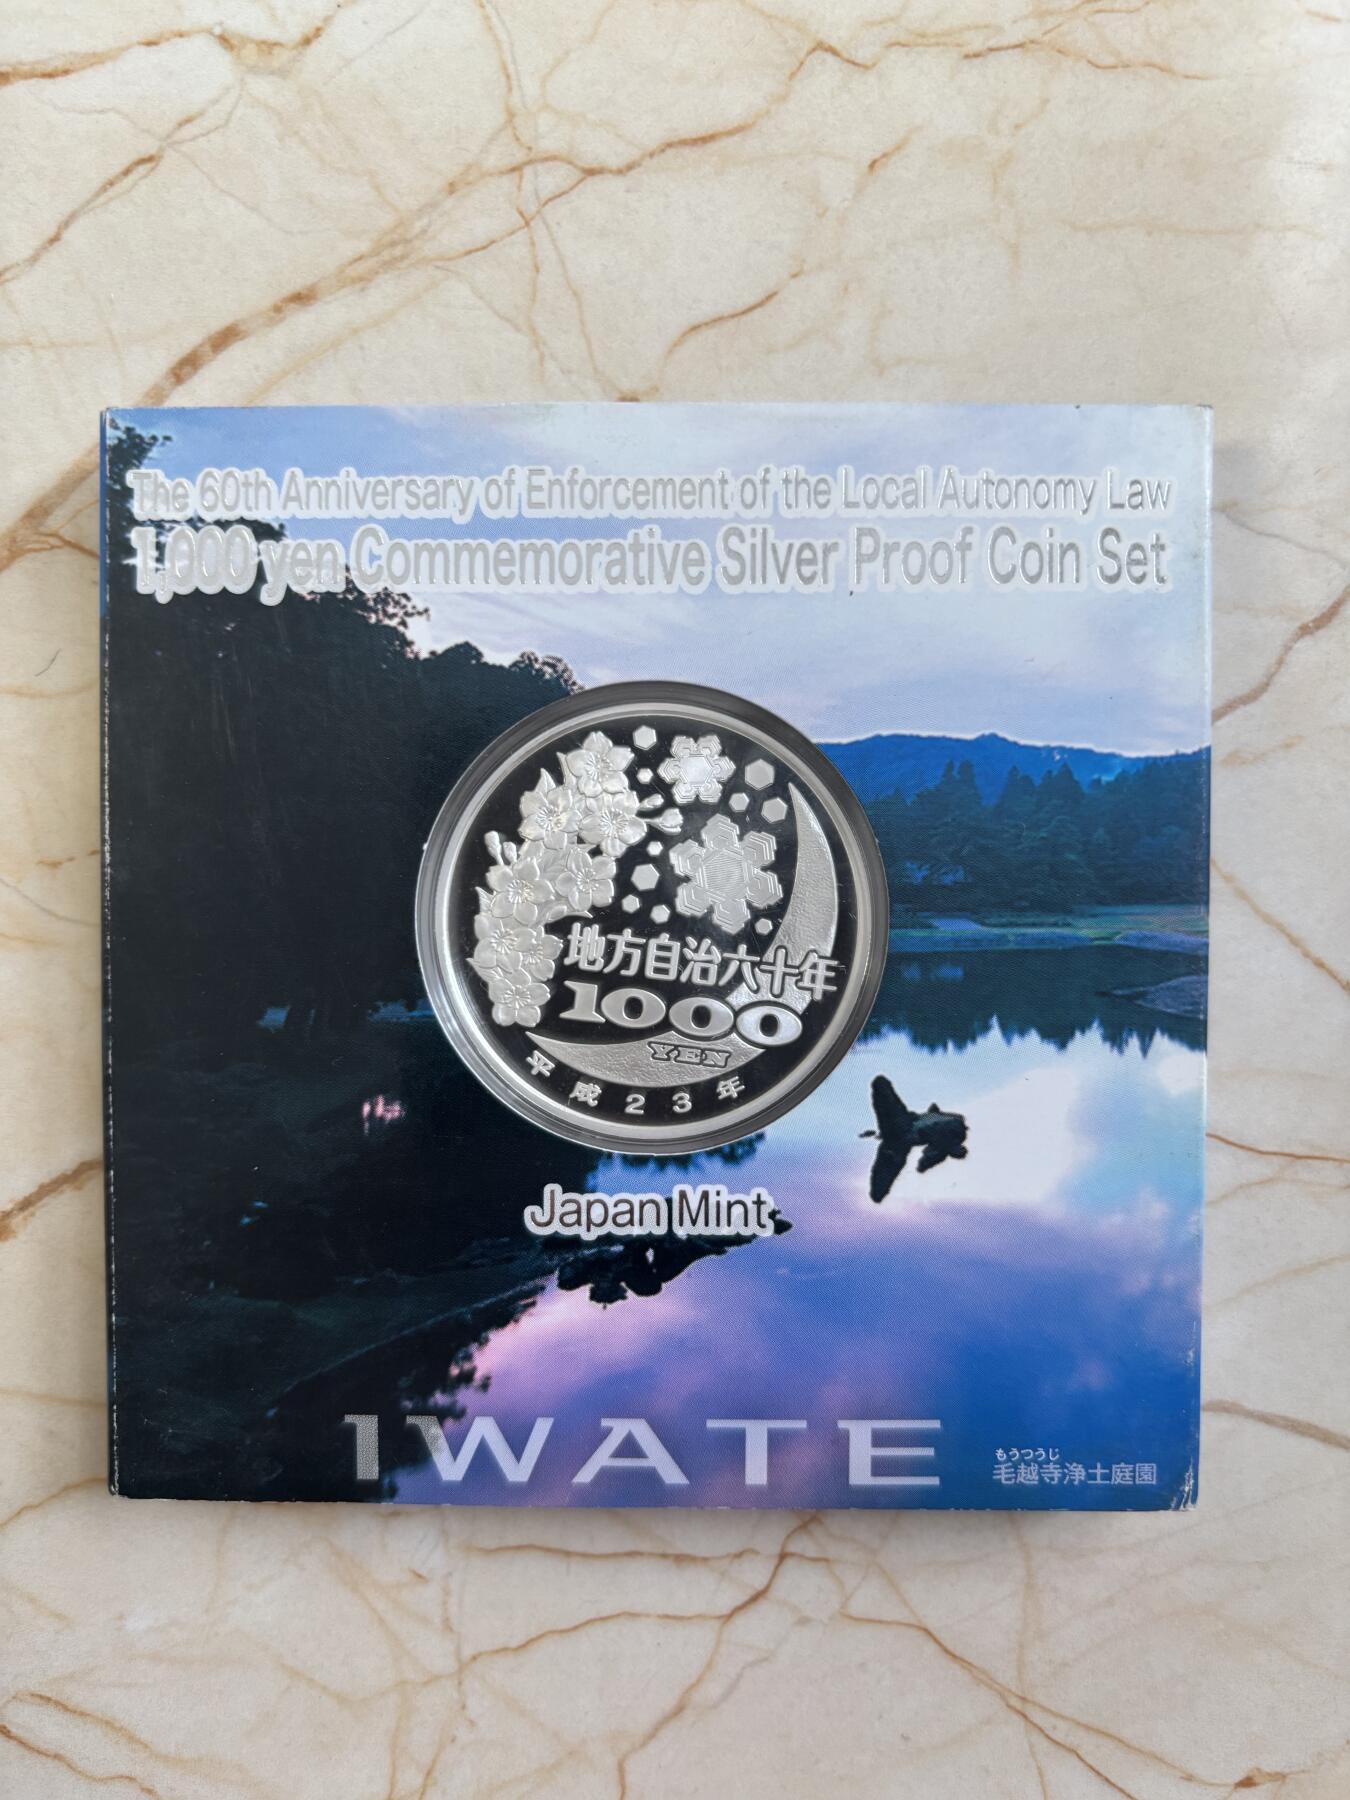 The 60th Anniversary of Enforcement of the Local Autonomy Law
1,000 yen Commemorative Silver Proof Coin Set
地方自治六十年
1000
YEN
平成23年
Japan Mint
IWATE
もうつうじ
毛越寺浄土庭園